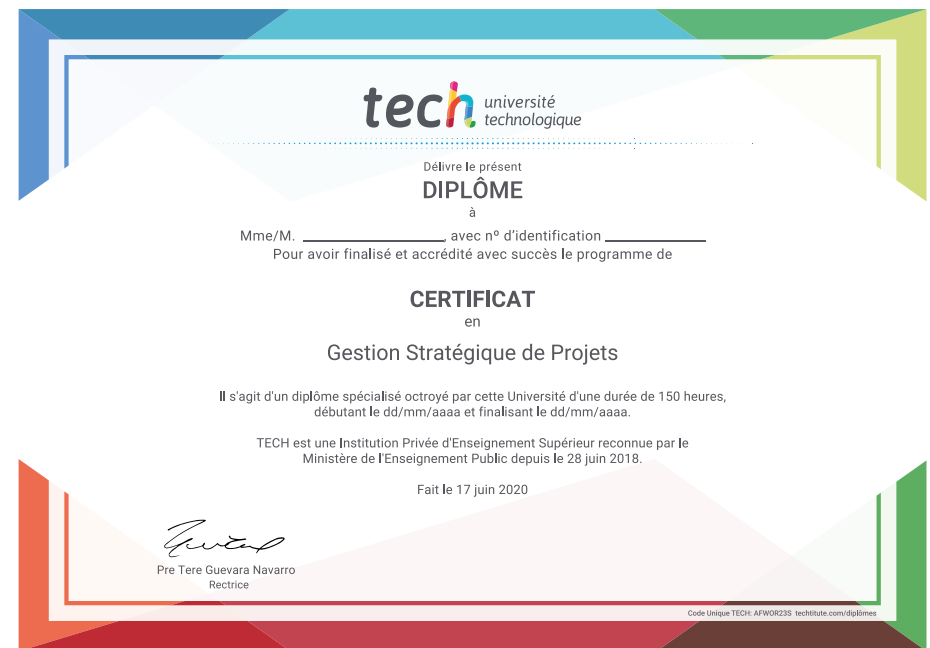 tech université
technologique
Délivre le présent
DIPLÔME
à
Mme/M. ____________, avec nº d'identification ____________
Pour avoir finalisé et accrédité avec succès le programme de
CERTIFICAT
en
Gestion Stratégique de Projets
Il s'agit d'un diplôme spécialisé octroyé par cette Université d'une durée de 150 heures,
débutant le dd/mm/aaaa et finalisant le dd/mm/aaaa.
TECH est une Institution Privée d'Enseignement Supérieur reconnue par le
Ministère de l'Enseignement Public depuis le 28 juin 2018.
Fait le 17 juin 2020
Pre Tere Guevara Navarro
Rectrice
Code Unique TECH: AFWOR23S techtitute.com/diplômes